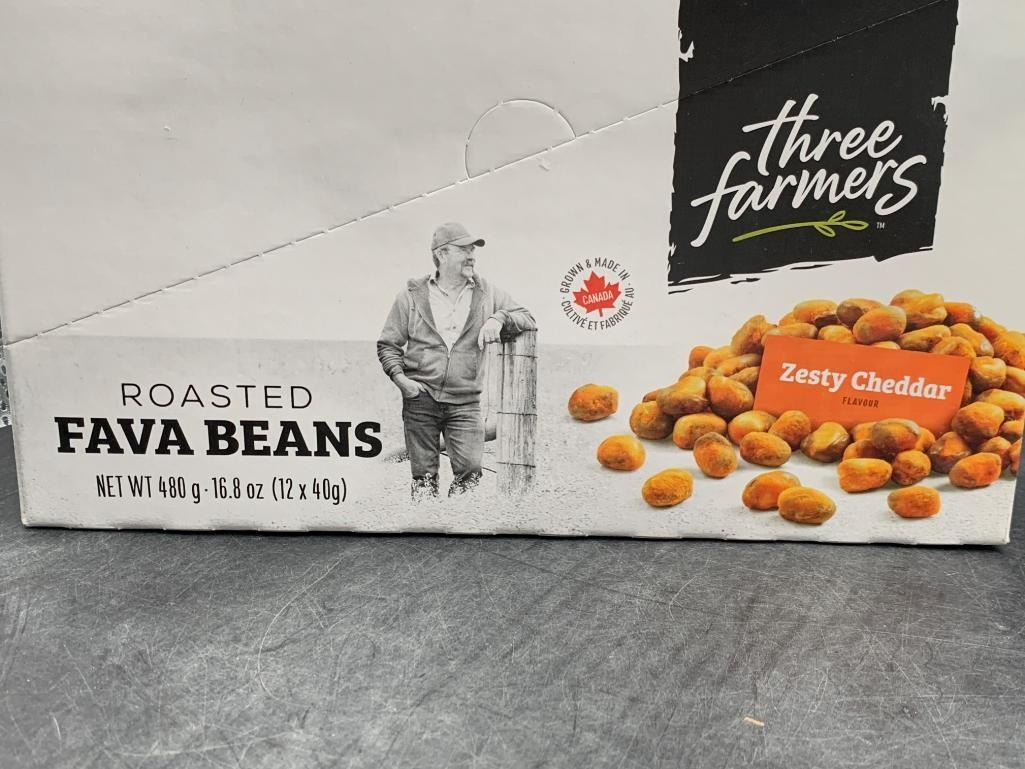 three
farmers
TM
GROWN & MADE IN
CANADA
CULTIVÉ ET FABRIQUÉ AU
Zesty Cheddar
FLAVOUR
ROASTED
FAVA BEANS
NET WT 480 g · 16.8 oz (12 x 40g)